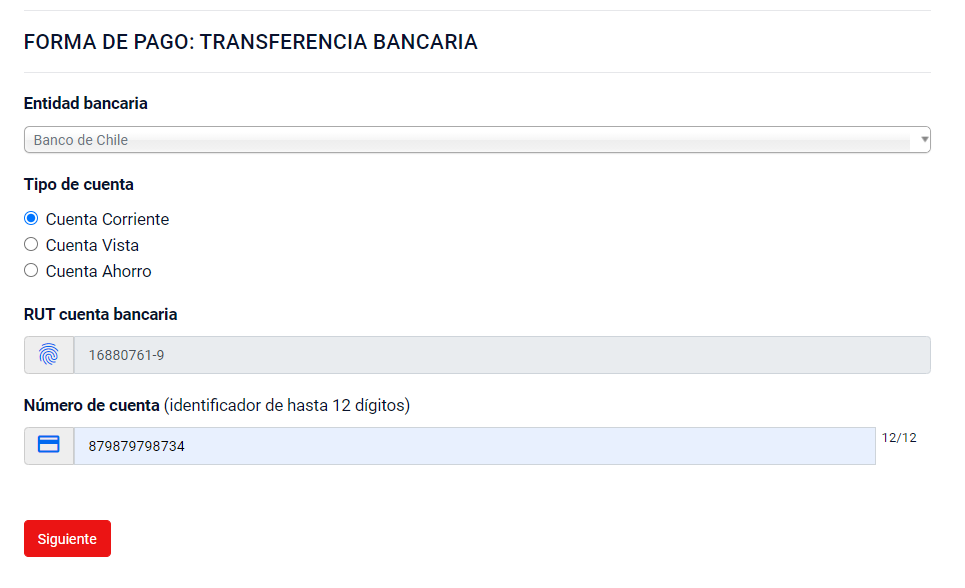 FORMA DE PAGO: TRANSFERENCIA BANCARIA
Entidad bancaria
Banco de Chile
Tipo de cuenta
Cuenta Corriente
Cuenta Vista
Cuenta Ahorro
RUT cuenta bancaria
16880761-9
Número de cuenta (identificador de hasta 12 dígitos)
879879798734 12/12
Siguiente